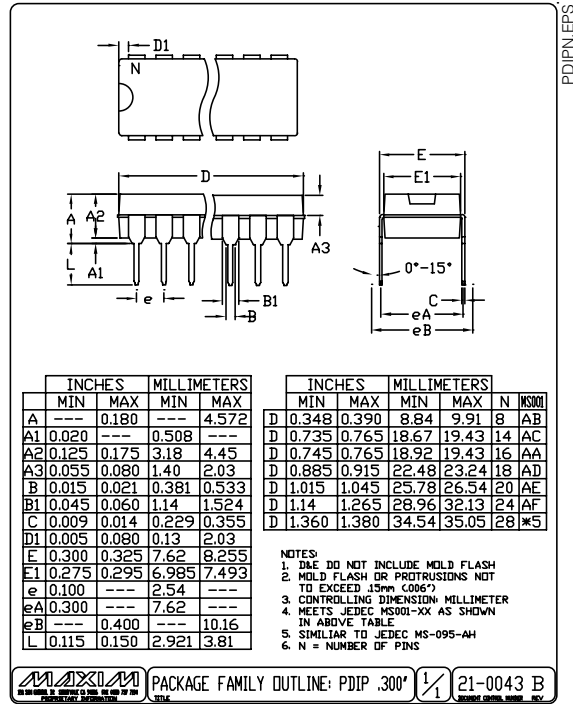 PDIPN.EPS
D1
N
D
E
E1
A
A2
A3
L
A1
0°-15°
e
B1
B
C
eA
eB
INCHES MILLIMETERS
MIN MAX MIN MAX
A --- 0.180 --- 4.572
A1 0.020 --- 0.508 ---
A2 0.125 0.175 3.18 4.45
A3 0.055 0.080 1.40 2.03
B 0.015 0.021 0.381 0.533
B1 0.045 0.060 1.14 1.524
C 0.009 0.014 0.229 0.355
D1 0.005 0.080 0.13 2.03
E 0.300 0.325 7.62 8.255
E1 0.275 0.295 6.985 7.493
e 0.100 --- 2.54 ---
eA 0.300 --- 7.62 ---
eB --- 0.400 --- 10.16
L 0.115 0.150 2.921 3.81
INCHES MILLIMETERS
MIN MAX MIN MAX N MS001
D 0.348 0.390 8.84 9.91 8 AB
D 0.735 0.765 18.67 19.43 14 AC
D 0.745 0.765 18.92 19.43 16 AA
D 0.885 0.915 22.48 23.24 18 AD
D 1.015 1.045 25.78 26.54 20 AE
D 1.14 1.265 28.96 32.13 24 AF
D 1.360 1.380 34.54 35.05 28 *5
NOTES:
1. D&E DO NOT INCLUDE MOLD FLASH
2. MOLD FLASH OR PROTRUSIONS NOT
TO EXCEED .15mm (.006")
3. CONTROLLING DIMENSION: MILLIMETER
4. MEETS JEDEC MS001-XX AS SHOWN
IN ABOVE TABLE
5. SIMILIAR TO JEDEC MS-095-AH
6. N = NUMBER OF PINS
MAXIM
PROPRIETARY INFORMATION
PACKAGE FAMILY OUTLINE: PDIP .300"
TITLE
1/1
21-0043 B
DOCUMENT CONTROL NUMBER REV